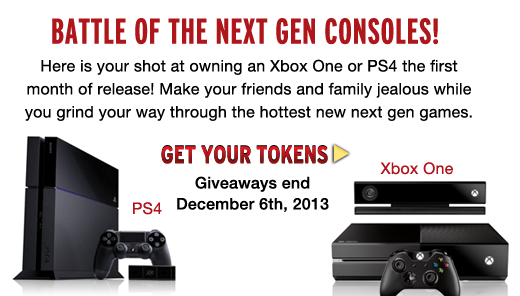 BATTLE OF THE NEXT GEN CONSOLES!
Here is your shot at owning an Xbox One or PS4 the first
month of release! Make your friends and family jealous while
you grind your way through the hottest new next gen games.
GET YOUR TOKENS
Giveaways end
December 6th, 2013
PS4
Xbox One